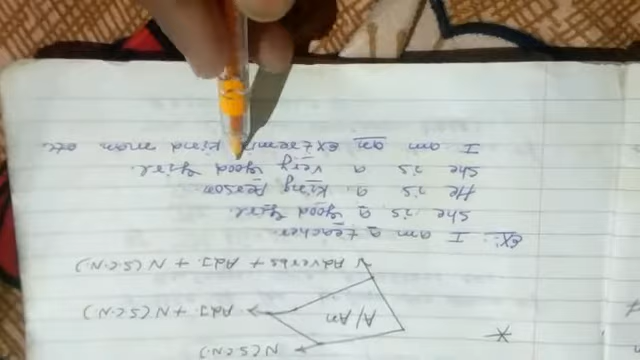 N(S.C.N.)
A/An
Adj. + N(S.C.N.)
Adverbs + Adj. + N(S.C.N.)
Ex:- I am a teacher.
She is a good girl.
He is a king person.
She is a very good girl.
I am an extremi kind man etc.